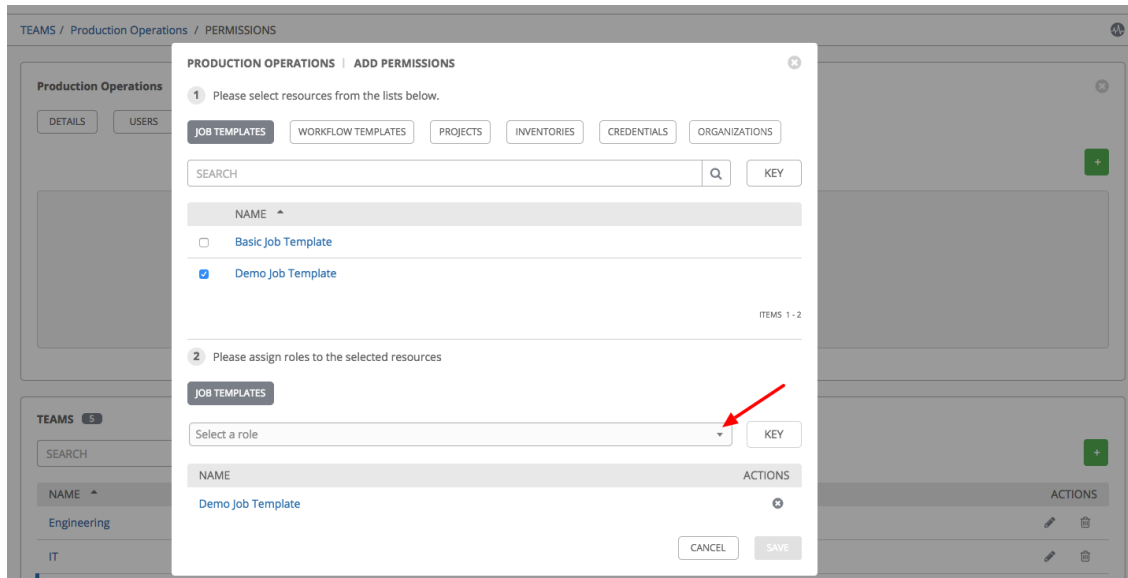 TEAMS / Production Operations / PERMISSIONS
PRODUCTION OPERATIONS | ADD PERMISSIONS
Production Operations
1 Please select resources from the lists below.
DETAILS USERS
JOB TEMPLATES WORKFLOW TEMPLATES PROJECTS INVENTORIES CREDENTIALS ORGANIZATIONS
+
SEARCH KEY
NAME
Basic Job Template
Demo Job Template
ITEMS 1 - 2
2 Please assign roles to the selected resources
JOB TEMPLATES
TEAMS 5
Select a role KEY
SEARCH +
NAME ACTIONS
NAME ACTIONS
Demo Job Template
Engineering
CANCEL SAVE
IT